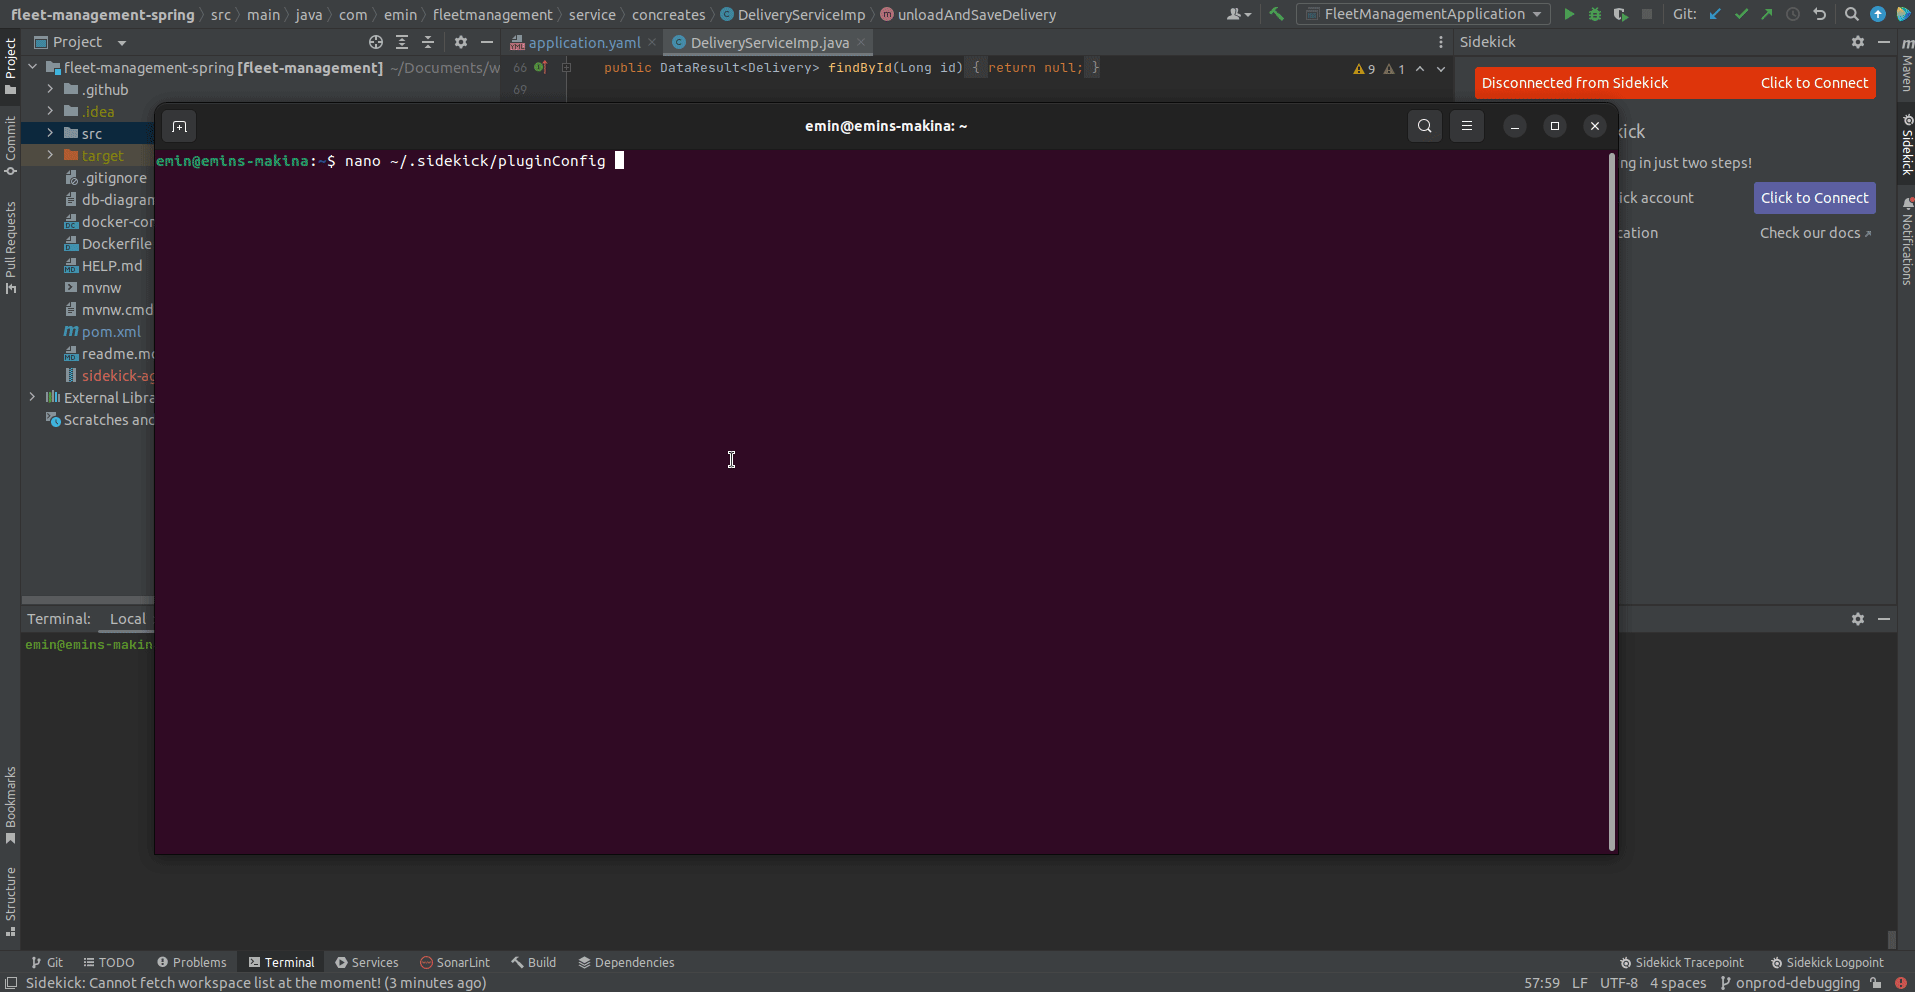 fleet-management-spring 〉 src 〉 main 〉 java 〉 com 〉 emin 〉 fleetmanagement 〉 service 〉 concreates 〉 DeliveryServiceImp 〉 unloadAndSaveDelivery
FleetManagementApplication
Git:
Project
application.yaml
DeliveryServiceImp.java
Sidekick
fleet-management-spring [fleet-management] ~/Documents/w
66 public DataResult<Delivery> findById(Long id) { return null; }
9 1
69
Disconnected from Sidekick Click to Connect
.github
.idea
src
target
.gitignore
db-diagran
docker-cor
Dockerfile
HELP.md
mvnw
mvnw.cmd
pom.xml
readme.mo
sidekick-ag
External Libra
Scratches and
emin@emins-makina: ~
emin@emins-makina:~$ nano ~/.sidekick/pluginConfig
kick
ng in just two steps!
ick account Click to Connect
cation Check our docs
Project
Commit
Pull Requests
Bookmarks
Structure
m
Maven
Sidekick
Notifications
Terminal: Local
emin@emins-makin
Git TODO Problems Terminal Services SonarLint Build Dependencies Sidekick Tracepoint Sidekick Logpoint
Sidekick: Cannot fetch workspace list at the moment! (3 minutes ago) 57:59 LF UTF-8 4 spaces onprod-debugging